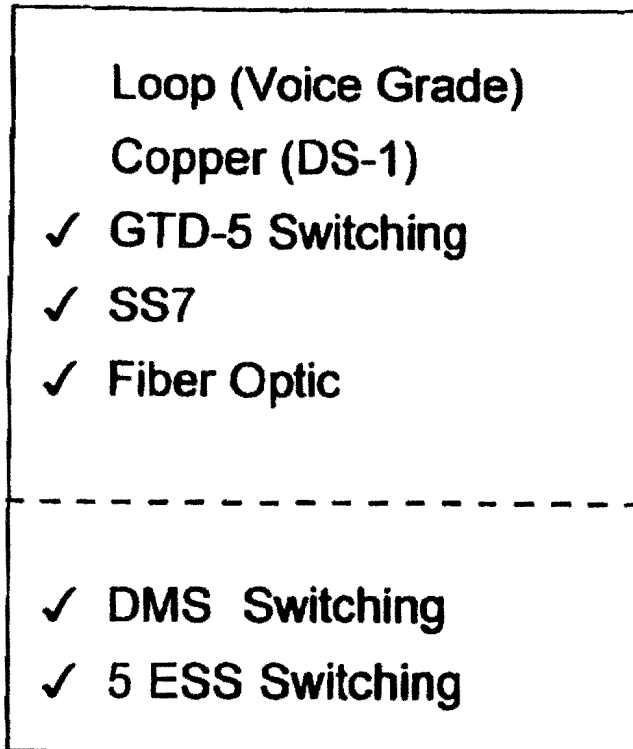 Loop (Voice Grade)
Copper (DS-1)
✓ GTD-5 Switching
✓ SS7
✓ Fiber Optic
✓ DMS Switching
✓ 5 ESS Switching